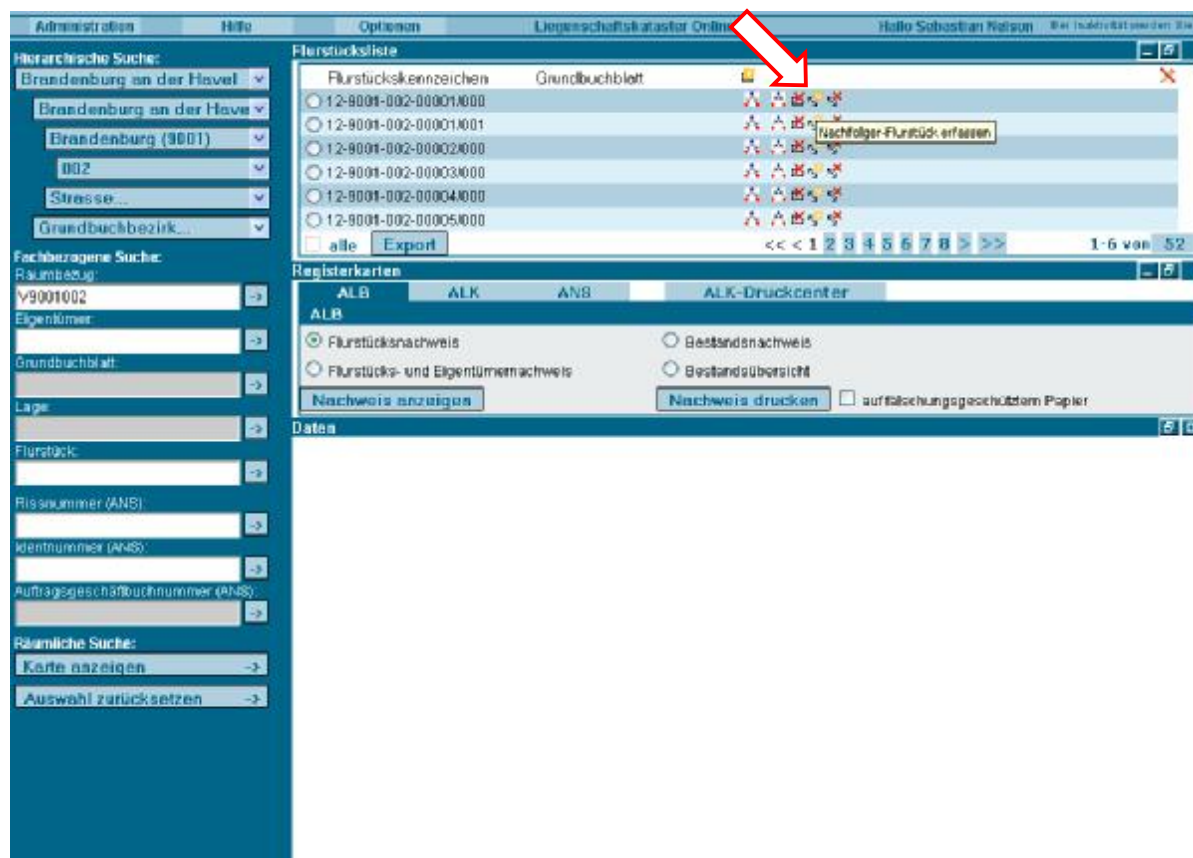 Administration Hilfe Optionen Liegenschaftskataster Online Hallo Sebastian Nelson Bei Inaktivität werden Sie
Hierarchische Suche:
Brandenburg an der Havel
Brandenburg an der Have
Brandenburg (9001)
002
Strasse...
Grundbuchbezirk...
Fachbezogene Suche:
Raumbezug:
V9001002
Eigentümer:
Grundbuchblatt:
Lage:
Flurstück:
Rissnummer (ANS):
Identnummer (ANS):
Auftragsgeschäftbuchnummer (ANS):
Räumliche Suche:
Karte anzeigen
Auswahl zurücksetzen
Flurstücksliste
Flurstückskennzeichen Grundbuchblatt
12-9001-002-00001/000
12-9001-002-00001/001
Nachfolger-Flurstück erfassen
12-9001-002-00002/000
12-9001-002-00003/000
12-9001-002-00004/000
12-9001-002-00005/000
alle Export << < 1 2 3 4 5 6 7 8 > >> 1-6 von 52
Registerkarten
ALB ALK ANS ALK-Druckcenter
ALB
Flurstücksnachweis Bestandsnachweis
Flurstücks- und Eigentümernachweis Bestandsübersicht
Nachweis anzeigen Nachweis drucken auf fälschungsgeschütztem Papier
Daten